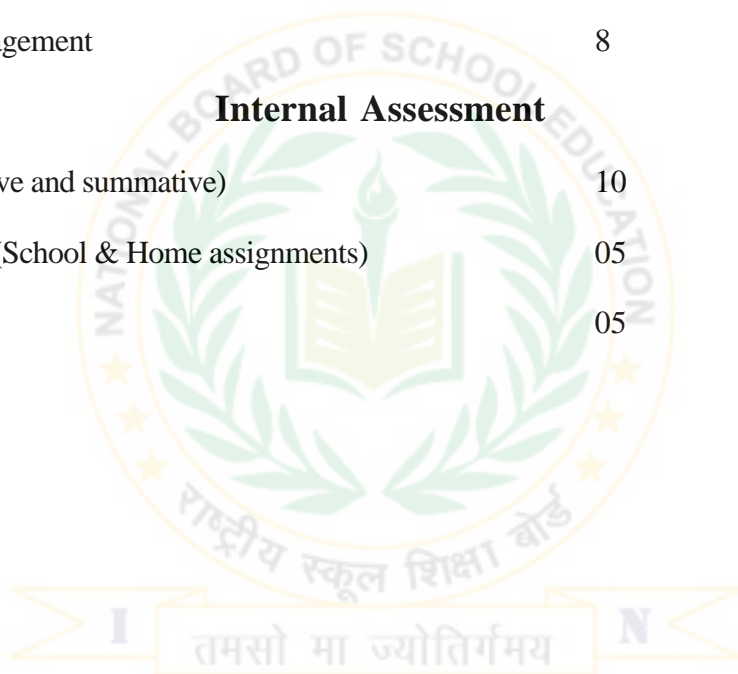 agement 8
Internal Assessment
ve and summative) 10
(School & Home assignments) 05
05
NATIONAL BOARD OF SCHOOL EDUCATION
राष्ट्रीय स्कूल शिक्षा बोर्ड
I N
तमसो मा ज्योतिर्गमय